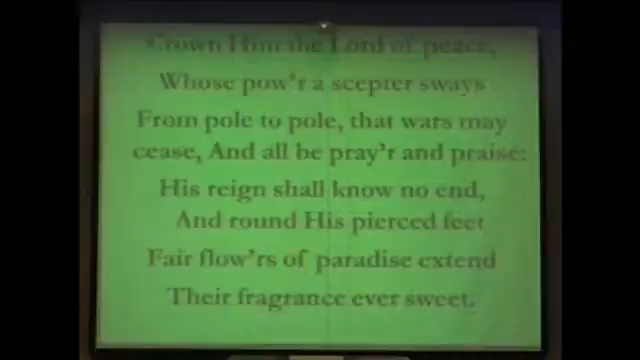 Crown Him the Lord of peace,
Whose pow'r a scepter sways
From pole to pole, that wars may
cease, And all be pray'r and praise:
His reign shall know no end,
And round His pierced feet
Fair flow'rs of paradise extend
Their fragrance ever sweet.